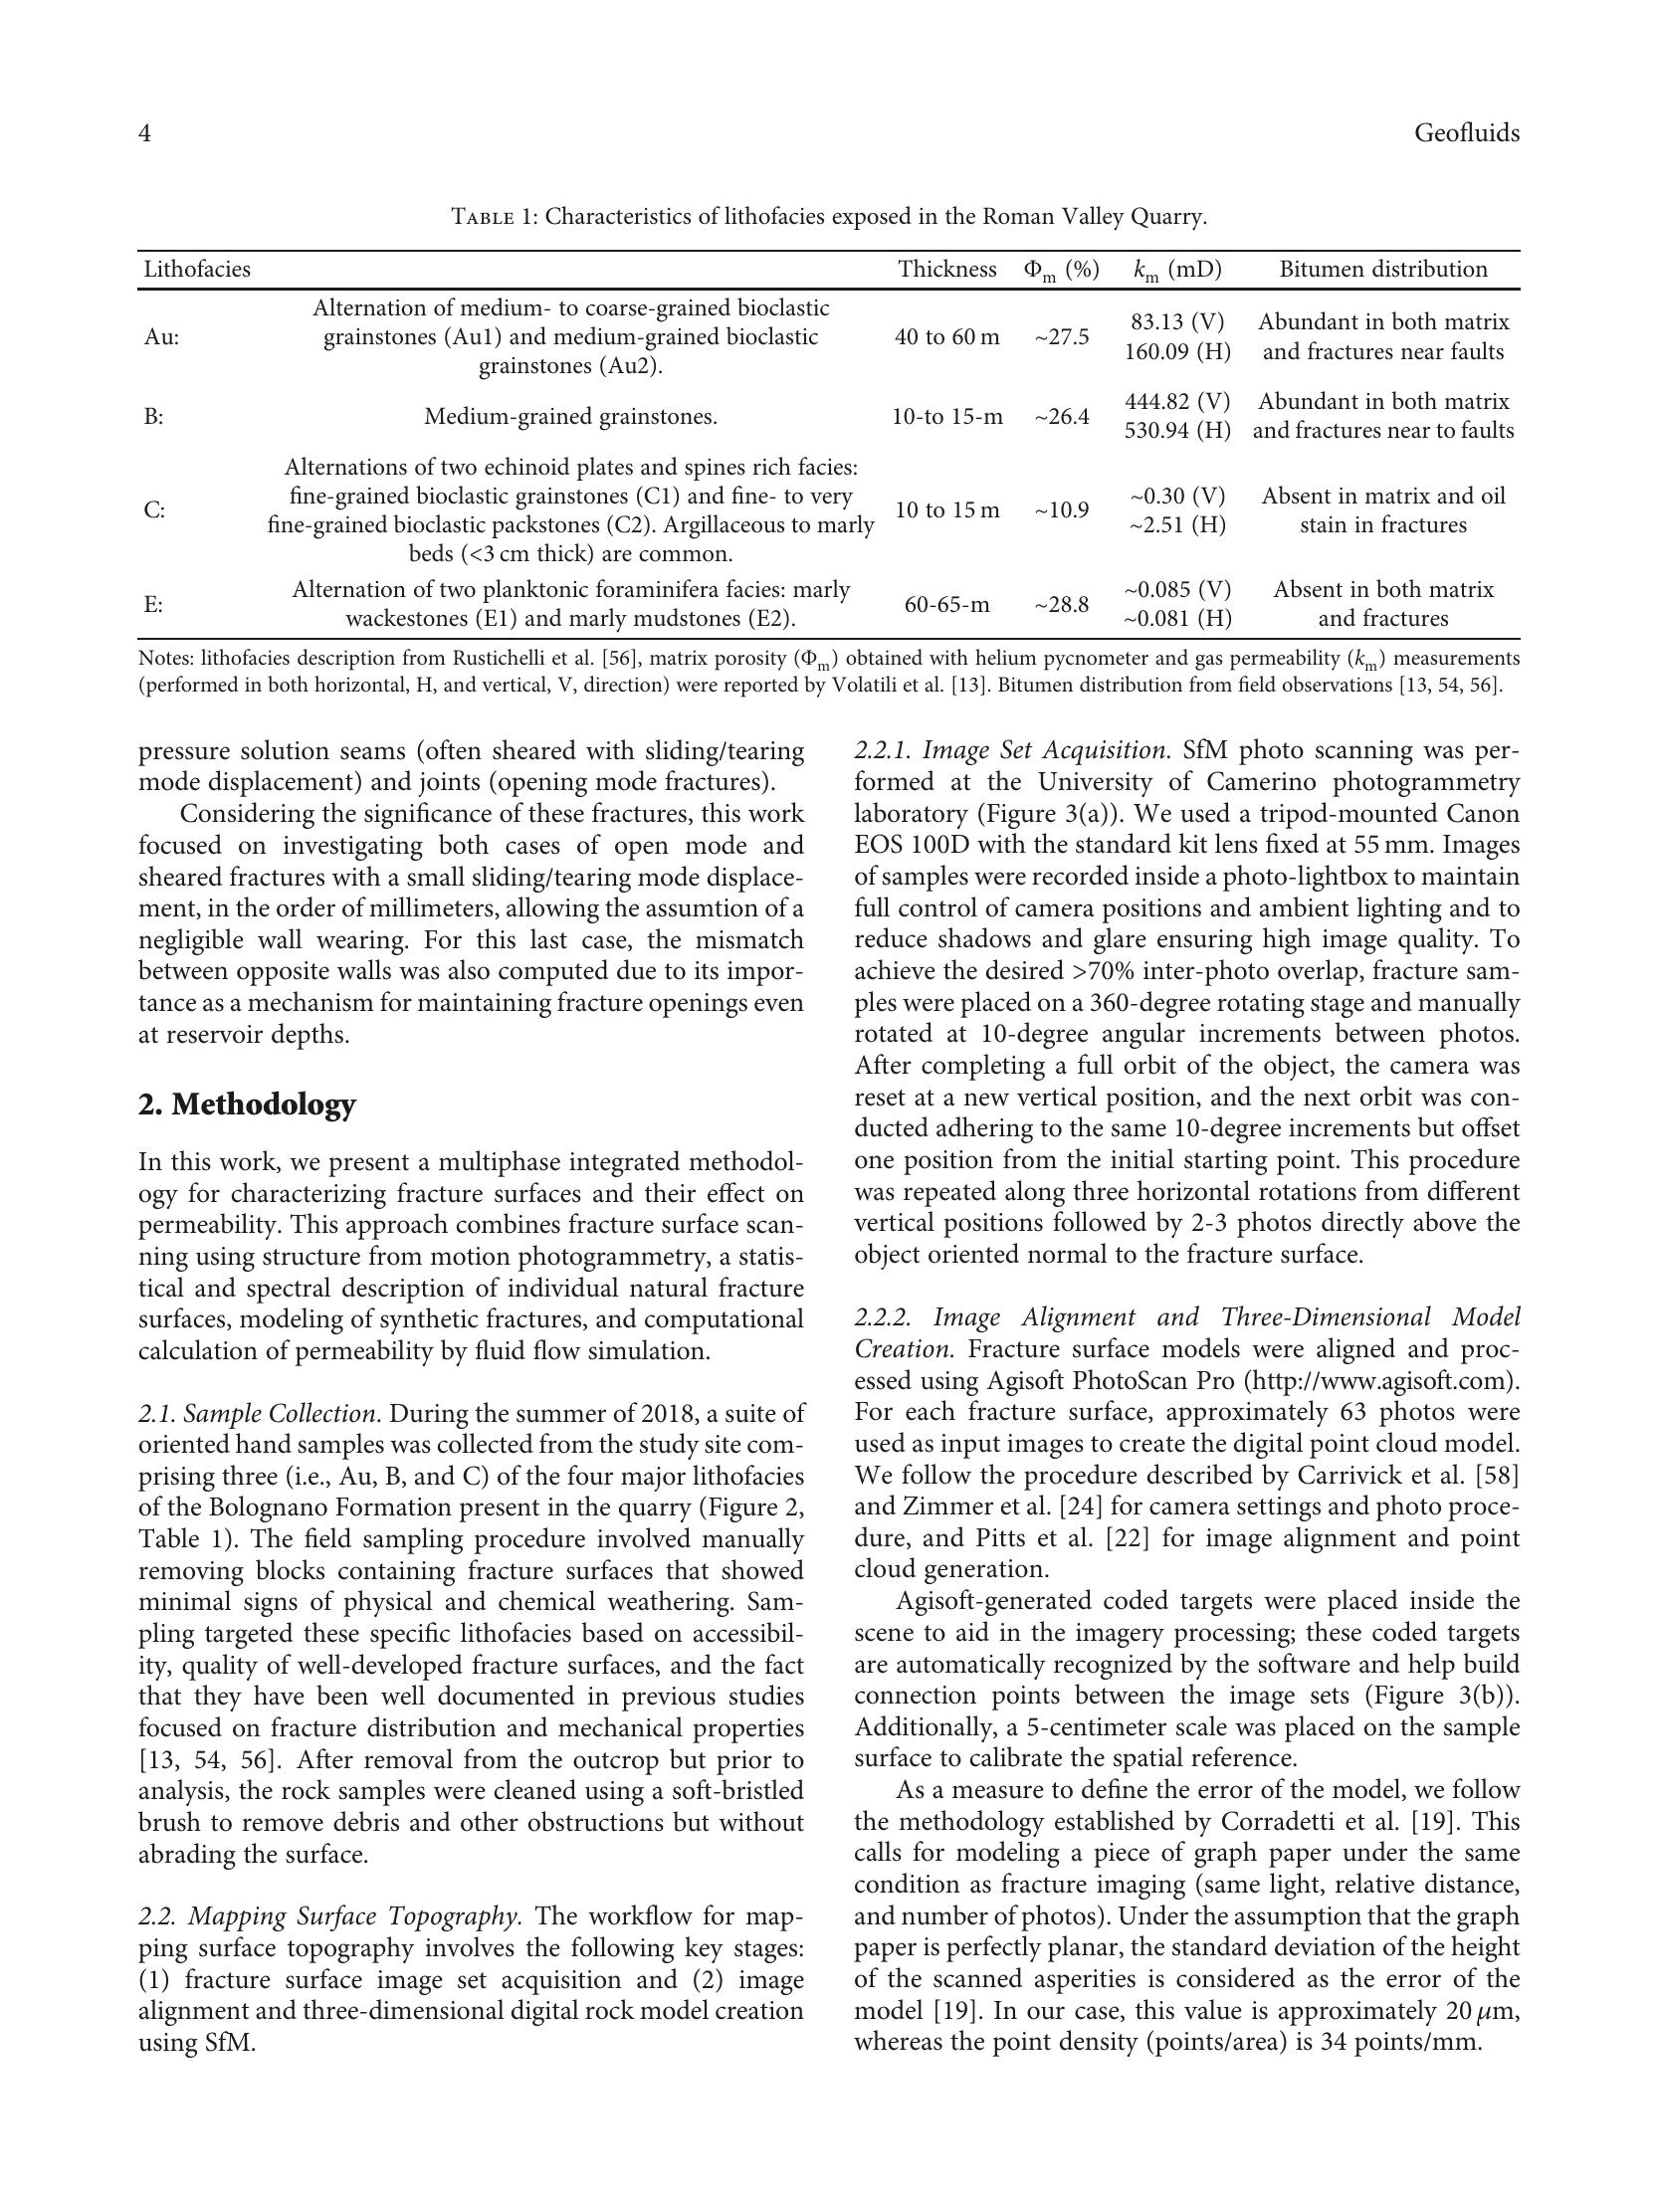 4
Geofluids
Table 1: Characteristics of lithofacies exposed in the Roman Valley Quarry.
Lithofacies Thickness Φm (%) km (mD) Bitumen distribution
Au: Alternation of medium- to coarse-grained bioclastic
grainstones (Au1) and medium-grained bioclastic
grainstones (Au2).
40 to 60 m ~27.5 83.13 (V)
160.09 (H)
Abundant in both matrix
and fractures near faults
B: Medium-grained grainstones. 10-to 15-m ~26.4 444.82 (V)
530.94 (H)
Abundant in both matrix
and fractures near to faults
C: Alternations of two echinoid plates and spines rich facies:
fine-grained bioclastic grainstones (C1) and fine- to very
fine-grained bioclastic packstones (C2). Argillaceous to marly
beds (<3 cm thick) are common.
10 to 15 m ~10.9 ~0.30 (V)
~2.51 (H)
Absent in matrix and oil
stain in fractures
E: Alternation of two planktonic foraminifera facies: marly
wackestones (E1) and marly mudstones (E2).
60-65-m ~28.8 ~0.085 (V)
~0.081 (H)
Absent in both matrix
and fractures
Notes: lithofacies description from Rustichelli et al. [56], matrix porosity (Φm) obtained with helium pycnometer and gas permeability (km) measurements
(performed in both horizontal, H, and vertical, V, direction) were reported by Volatili et al. [13]. Bitumen distribution from field observations [13, 54, 56].
pressure solution seams (often sheared with sliding/tearing
mode displacement) and joints (opening mode fractures).
Considering the significance of these fractures, this work
focused on investigating both cases of open mode and
sheared fractures with a small sliding/tearing mode displace-
ment, in the order of millimeters, allowing the assumtion of a
negligible wall wearing. For this last case, the mismatch
between opposite walls was also computed due to its impor-
tance as a mechanism for maintaining fracture openings even
at reservoir depths.
2. Methodology
In this work, we present a multiphase integrated methodol-
ogy for characterizing fracture surfaces and their effect on
permeability. This approach combines fracture surface scan-
ning using structure from motion photogrammetry, a statis-
tical and spectral description of individual natural fracture
surfaces, modeling of synthetic fractures, and computational
calculation of permeability by fluid flow simulation.
2.1. Sample Collection. During the summer of 2018, a suite of
oriented hand samples was collected from the study site com-
prising three (i.e., Au, B, and C) of the four major lithofacies
of the Bolognano Formation present in the quarry (Figure 2,
Table 1). The field sampling procedure involved manually
removing blocks containing fracture surfaces that showed
minimal signs of physical and chemical weathering. Sam-
pling targeted these specific lithofacies based on accessibil-
ity, quality of well-developed fracture surfaces, and the fact
that they have been well documented in previous studies
focused on fracture distribution and mechanical properties
[13, 54, 56]. After removal from the outcrop but prior to
analysis, the rock samples were cleaned using a soft-bristled
brush to remove debris and other obstructions but without
abrading the surface.
2.2. Mapping Surface Topography. The workflow for map-
ping surface topography involves the following key stages:
(1) fracture surface image set acquisition and (2) image
alignment and three-dimensional digital rock model creation
using SfM.
2.2.1. Image Set Acquisition. SfM photo scanning was per-
formed at the University of Camerino photogrammetry
laboratory (Figure 3(a)). We used a tripod-mounted Canon
EOS 100D with the standard kit lens fixed at 55 mm. Images
of samples were recorded inside a photo-lightbox to maintain
full control of camera positions and ambient lighting and to
reduce shadows and glare ensuring high image quality. To
achieve the desired >70% inter-photo overlap, fracture sam-
ples were placed on a 360-degree rotating stage and manually
rotated at 10-degree angular increments between photos.
After completing a full orbit of the object, the camera was
reset at a new vertical position, and the next orbit was con-
ducted adhering to the same 10-degree increments but offset
one position from the initial starting point. This procedure
was repeated along three horizontal rotations from different
vertical positions followed by 2-3 photos directly above the
object oriented normal to the fracture surface.
2.2.2. Image Alignment and Three-Dimensional Model
Creation. Fracture surface models were aligned and proc-
essed using Agisoft PhotoScan Pro (http://www.agisoft.com).
For each fracture surface, approximately 63 photos were
used as input images to create the digital point cloud model.
We follow the procedure described by Carrivick et al. [58]
and Zimmer et al. [24] for camera settings and photo proce-
dure, and Pitts et al. [22] for image alignment and point
cloud generation.
Agisoft-generated coded targets were placed inside the
scene to aid in the imagery processing; these coded targets
are automatically recognized by the software and help build
connection points between the image sets (Figure 3(b)).
Additionally, a 5-centimeter scale was placed on the sample
surface to calibrate the spatial reference.
As a measure to define the error of the model, we follow
the methodology established by Corradetti et al. [19]. This
calls for modeling a piece of graph paper under the same
condition as fracture imaging (same light, relative distance,
and number of photos). Under the assumption that the graph
paper is perfectly planar, the standard deviation of the height
of the scanned asperities is considered as the error of the
model [19]. In our case, this value is approximately 20 μm,
whereas the point density (points/area) is 34 points/mm.